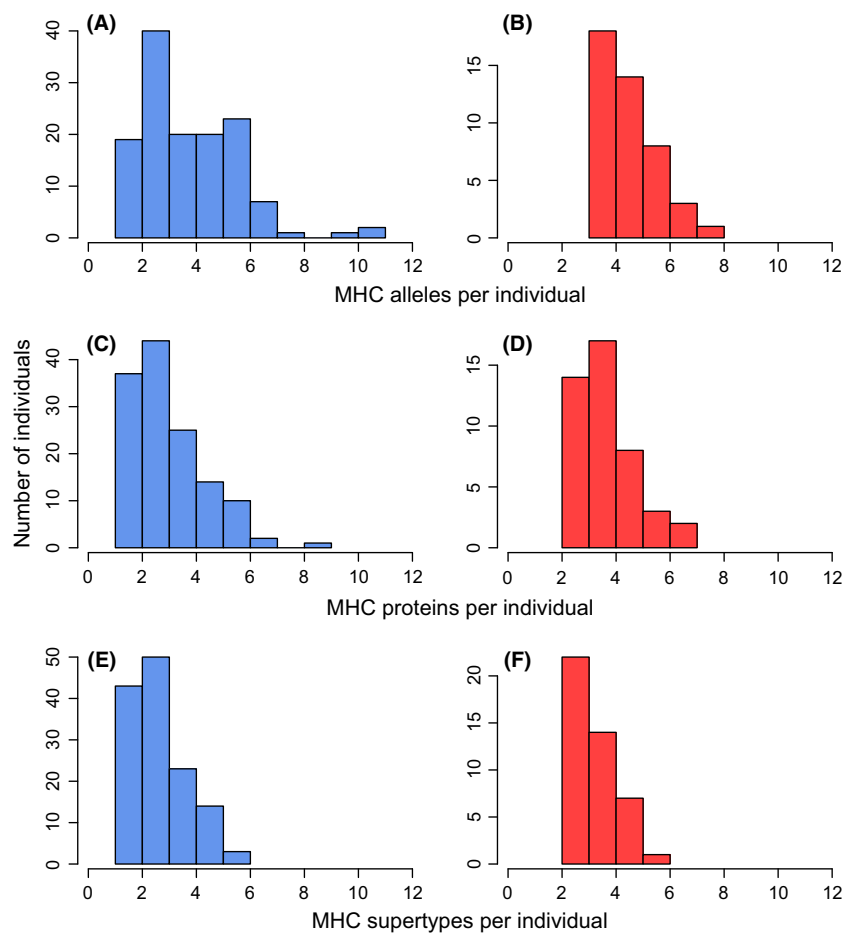 (A)
0 10 20 30 40
0 2 4 6 8 10 12
(B)
0 5 10 15
0 2 4 6 8 10 12
MHC alleles per individual
Number of individuals
(C)
0 10 20 30 40
0 2 4 6 8 10 12
(D)
0 5 10 15
0 2 4 6 8 10 12
MHC proteins per individual
(E)
0 10 20 30 40 50
0 2 4 6 8 10 12
(F)
0 5 10 15 20
0 2 4 6 8 10 12
MHC supertypes per individual